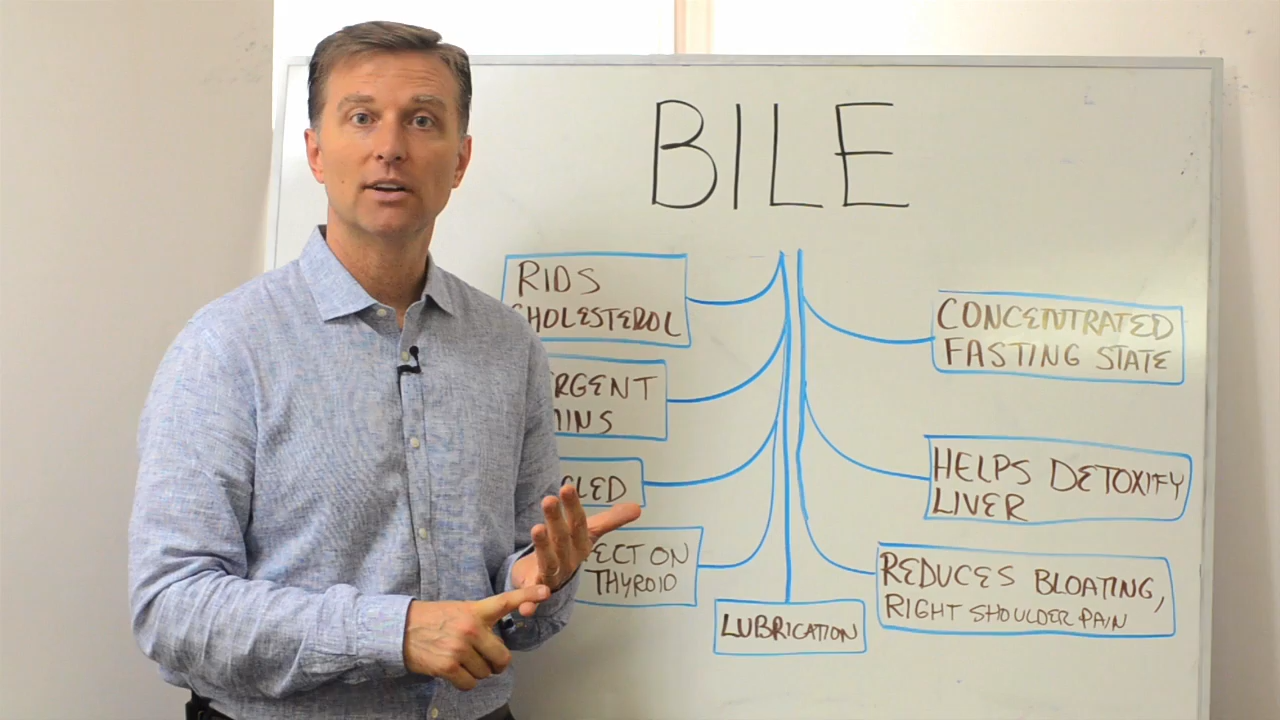 BILE
RIDS
CHOLESTEROL
CONCENTRATED
FASTING STATE
HELPS DETOXIFY
LIVER
THYROID
REDUCES BLOATING,
RIGHT SHOULDER PAIN
LUBRICATION